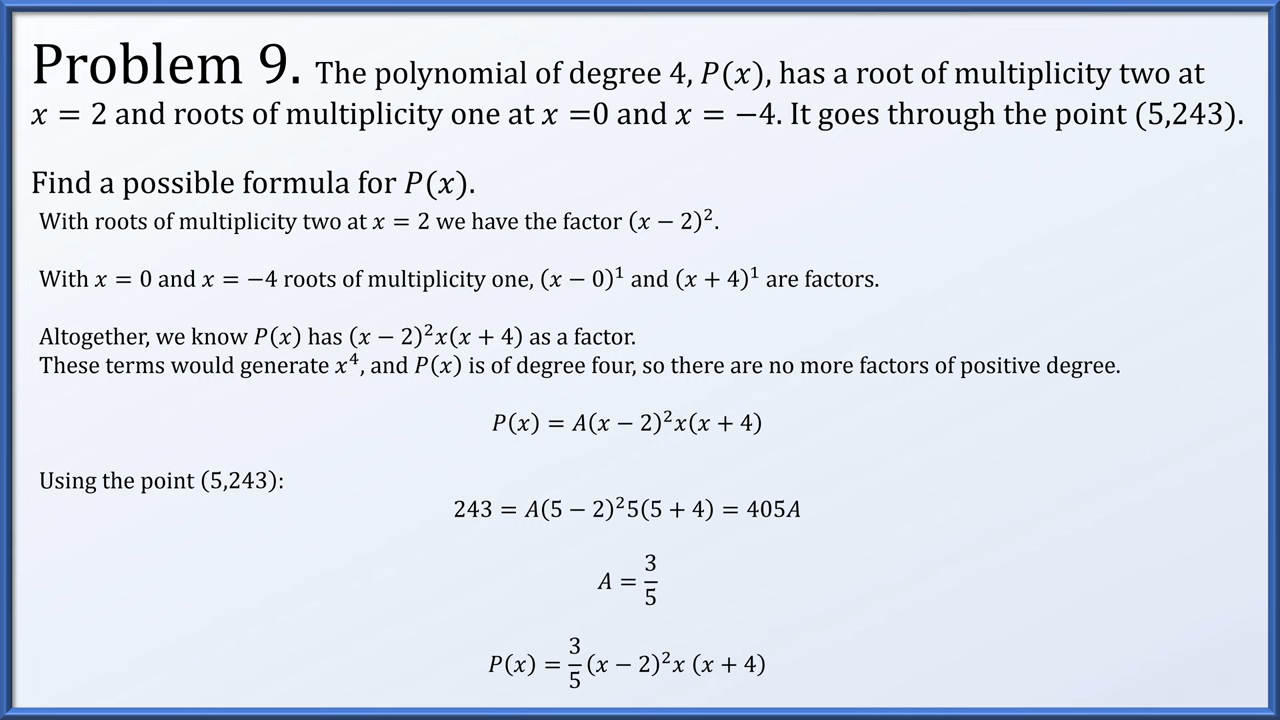 Problem 9. The polynomial of degree 4, P(x), has a root of multiplicity two at
x = 2 and roots of multiplicity one at x =0 and x = −4. It goes through the point (5,243).
Find a possible formula for P(x).
With roots of multiplicity two at x = 2 we have the factor (x − 2)².
With x = 0 and x = −4 roots of multiplicity one, (x − 0)¹ and (x + 4)¹ are factors.
Altogether, we know P(x) has (x − 2)²x(x + 4) as a factor.
These terms would generate x⁴, and P(x) is of degree four, so there are no more factors of positive degree.
P(x) = A(x − 2)²x(x + 4)
Using the point (5,243):
243 = A(5 − 2)²5(5 + 4) = 405A
A = 3/5
P(x) = 3/5 (x − 2)²x (x + 4)